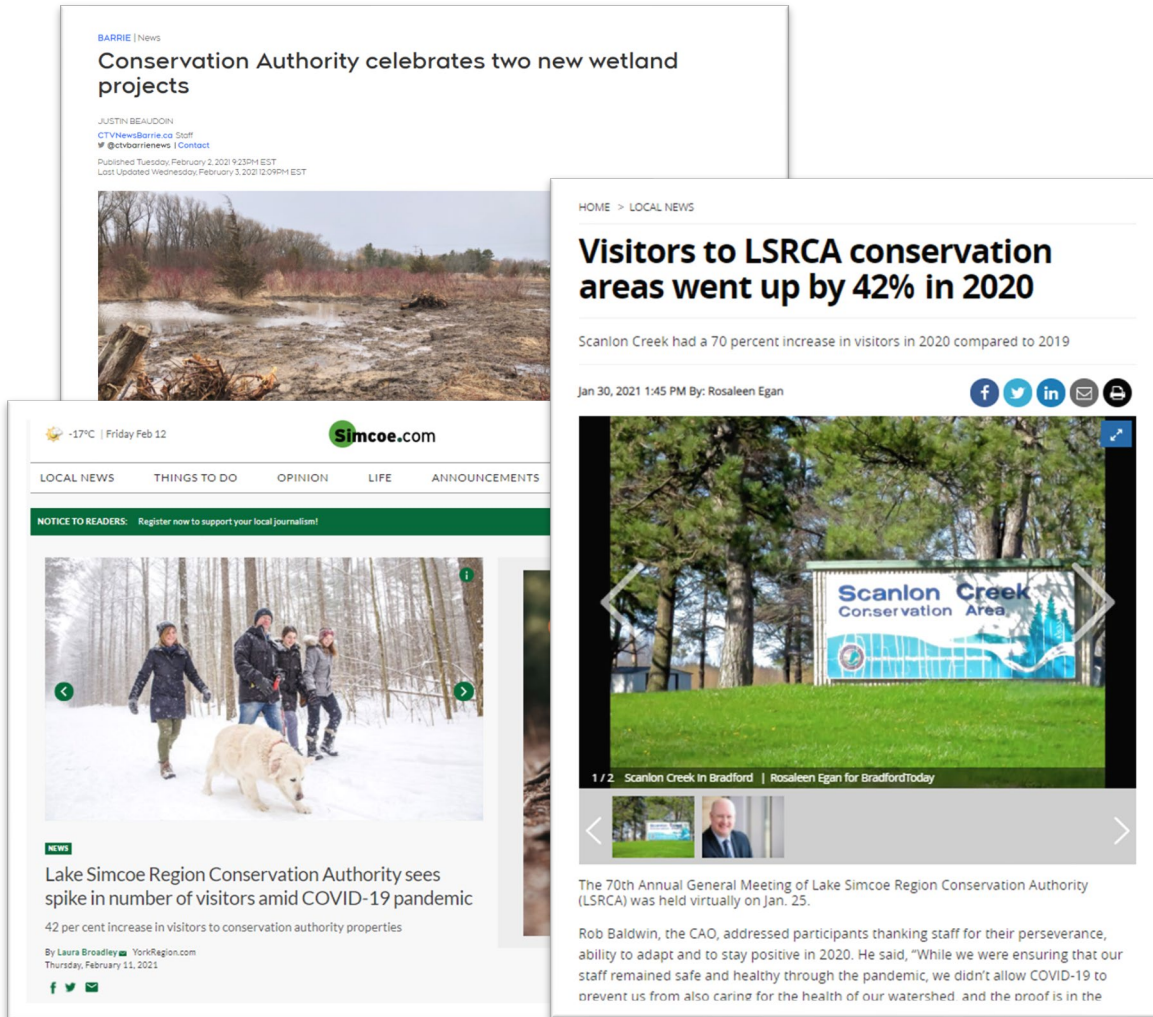 BARRIE | News
Conservation Authority celebrates two new wetland
projects
JUSTIN BEAUDOIN
CTVNewsBarrie.ca Staff
@ctvbarrienews | Contact
Published Tuesday, February 2, 2021 9:23PM EST
Last Updated Wednesday, February 3, 2021 12:09PM EST
HOME > LOCAL NEWS
Visitors to LSRCA conservation
areas went up by 42% in 2020
Scanlon Creek had a 70 percent increase in visitors in 2020 compared to 2019
Jan 30, 2021 1:45 PM By: Rosaleen Egan
Scanlon Creek
Conservation Area
1 / 2 Scanlon Creek In Bradford | Rosaleen Egan for BradfordToday
The 70th Annual General Meeting of Lake Simcoe Region Conservation Authority
(LSRCA) was held virtually on Jan. 25.
Rob Baldwin, the CAO, addressed participants thanking staff for their perseverance,
ability to adapt and to stay positive in 2020. He said, “While we were ensuring that our
staff remained safe and healthy through the pandemic, we didn’t allow COVID-19 to
prevent us from also caring for the health of our watershed, and the proof is in the
-17°C | Friday Feb 12
Simcoe.com
LOCAL NEWS THINGS TO DO OPINION LIFE ANNOUNCEMENTS
NOTICE TO READERS: Register now to support your local journalism!
NEWS
Lake Simcoe Region Conservation Authority sees
spike in number of visitors amid COVID-19 pandemic
42 per cent increase in visitors to conservation authority properties
By Laura Broadley YorkRegion.com
Thursday, February 11, 2021